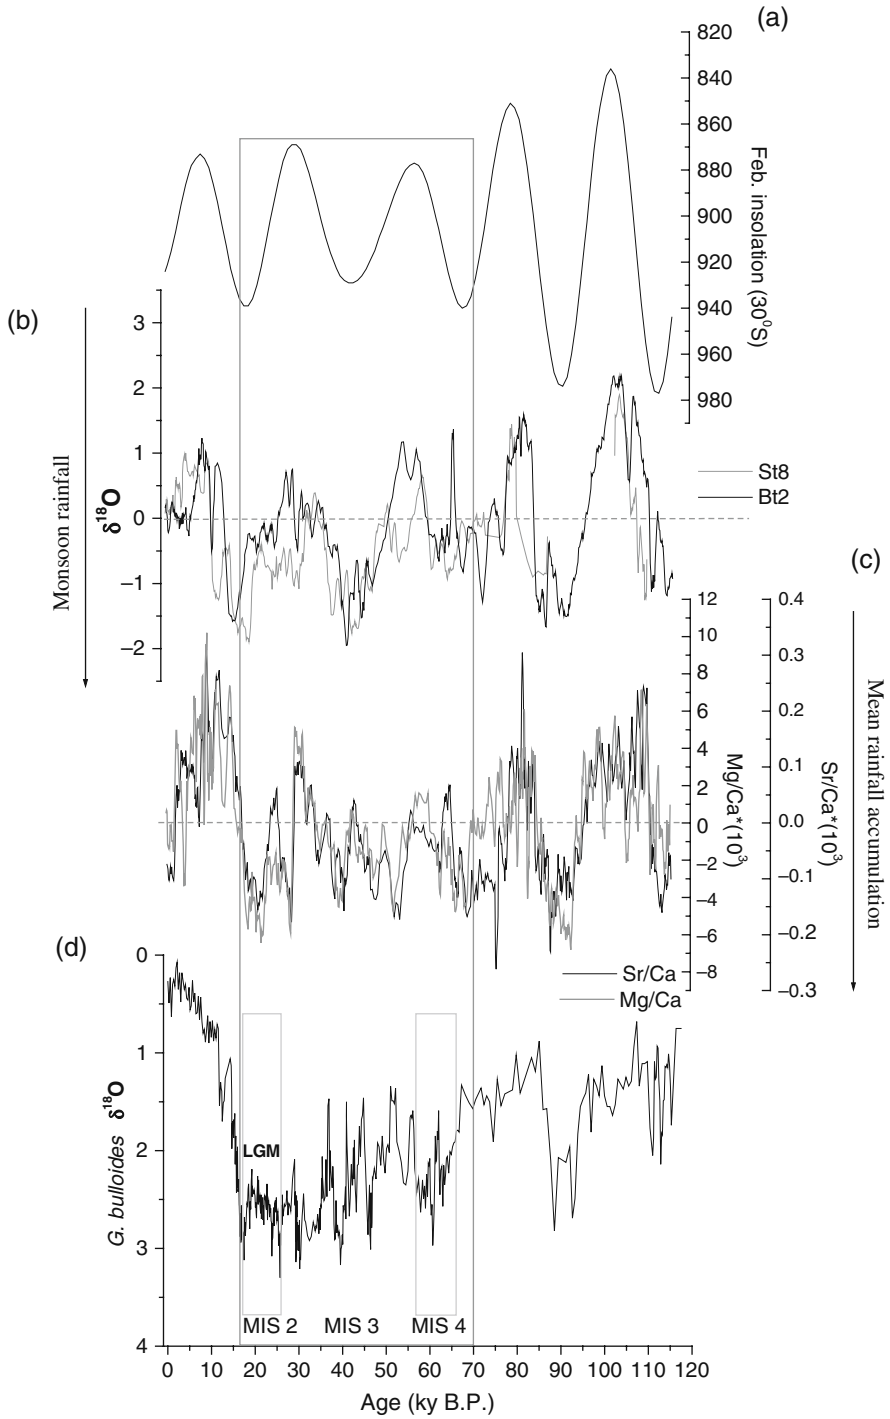 (a)
820
840
860
880
900
920
940
960
980
Feb. insolation (30⁰S)
(b)
3
2
1
0
−1
−2
δ¹⁸O
Monsoon rainfall
St8
Bt2
(c)
12
10
8
6
4
2
0
−2
−4
−6
−8
Mg/Ca*(10³)
0.4
0.3
0.2
0.1
0.0
−0.1
−0.2
−0.3
Sr/Ca*(10³)
Mean rainfall accumulation
Sr/Ca
Mg/Ca
(d)
0
1
2
3
4
G. bulloides δ¹⁸O
LGM
MIS 2 MIS 3 MIS 4
0 10 20 30 40 50 60 70 80 90 100 110 120
Age (ky B.P.)